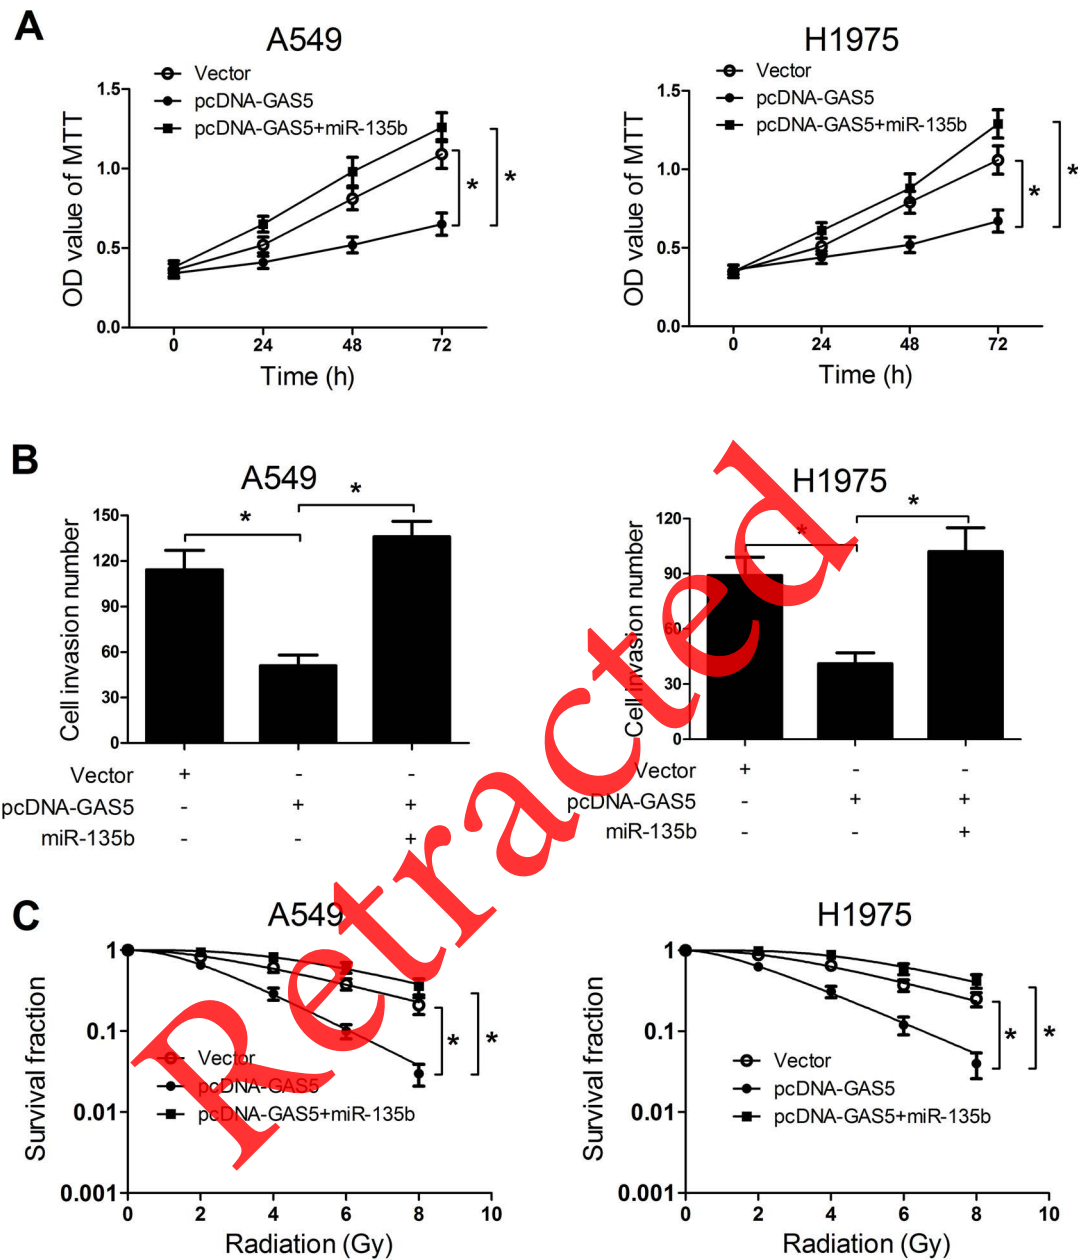 A
A549
Vector
pcDNA-GAS5
pcDNA-GAS5+miR-135b
OD value of MTT
1.5
1.0
0.5
0.0
0 24 48 72
Time (h)
*
*
H1975
Vector
pcDNA-GAS5
pcDNA-GAS5+miR-135b
OD value of MTT
1.5
1.0
0.5
0.0
0 24 48 72
Time (h)
*
*
B
A549
Cell invasion number
150
120
90
60
30
0
*
*
Vector + - -
pcDNA-GAS5 - + +
miR-135b - - +
H1975
Cell invasion number
120
90
60
30
0
*
*
Vector + - -
pcDNA-GAS5 - + +
miR-135b - - +
C
A549
Survival fraction
1
0.1
0.01
0.001
Vector
pcDNA-GAS5
pcDNA-GAS5+miR-135b
*
*
0 2 4 6 8 10
Radiation (Gy)
H1975
Survival fraction
1
0.1
0.01
0.001
Vector
pcDNA-GAS5
pcDNA-GAS5+miR-135b
*
*
0 2 4 6 8 10
Radiation (Gy)
Retracted